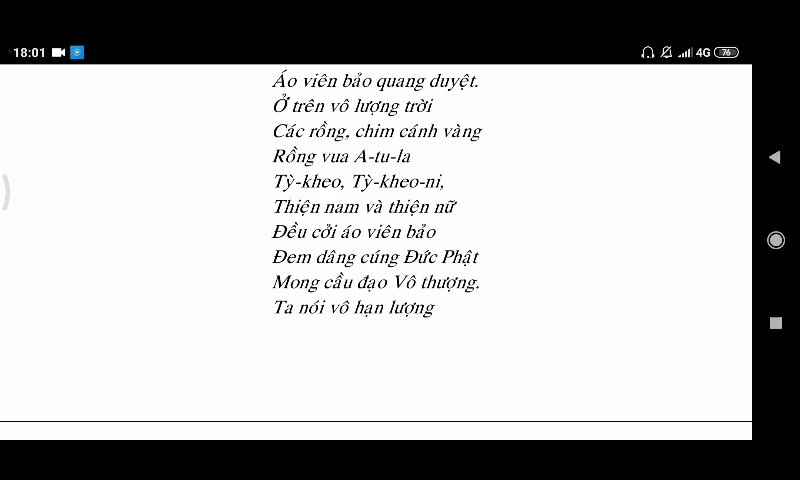 18:01 4G 76
Áo viên bảo quang duyệt.
Ở trên vô lượng trời
Các rồng, chim cánh vàng
Rồng vua A-tu-la
Tỳ-kheo, Tỳ-kheo-ni,
Thiện nam và thiện nữ
Đều cởi áo viên bảo
Đem dâng cúng Đức Phật
Mong cầu đạo Vô thượng.
Ta nói vô hạn lượng